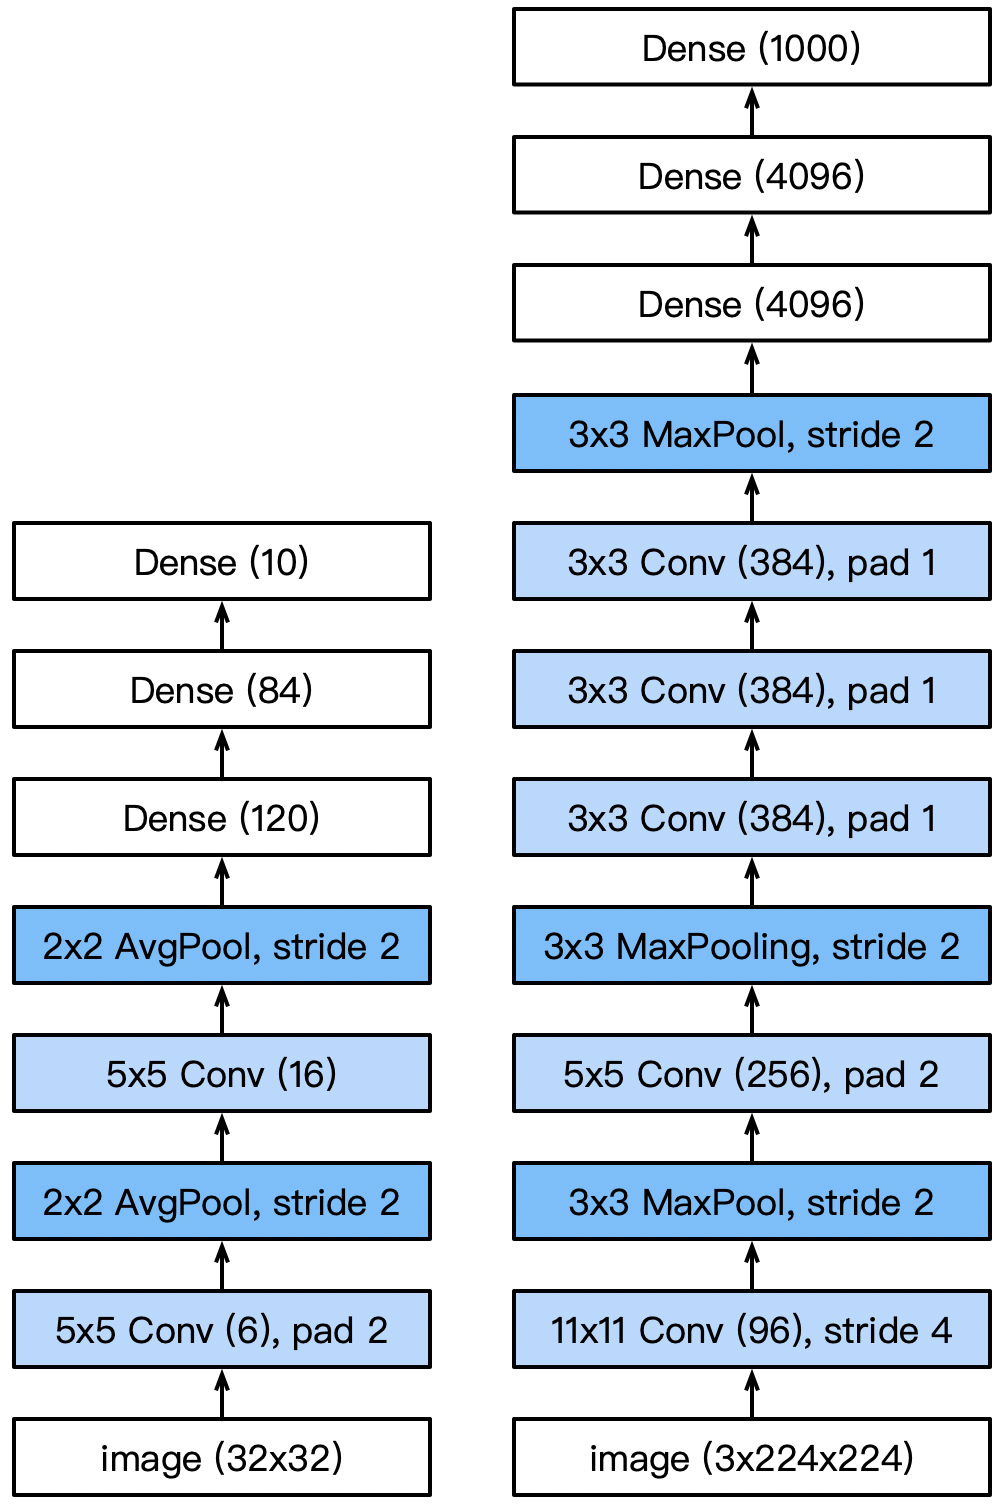 Dense (10)
Dense (84)
Dense (120)
2x2 AvgPool, stride 2
5x5 Conv (16)
2x2 AvgPool, stride 2
5x5 Conv (6), pad 2
image (32x32)
Dense (1000)
Dense (4096)
Dense (4096)
3x3 MaxPool, stride 2
3x3 Conv (384), pad 1
3x3 Conv (384), pad 1
3x3 Conv (384), pad 1
3x3 MaxPooling, stride 2
5x5 Conv (256), pad 2
3x3 MaxPool, stride 2
11x11 Conv (96), stride 4
image (3x224x224)